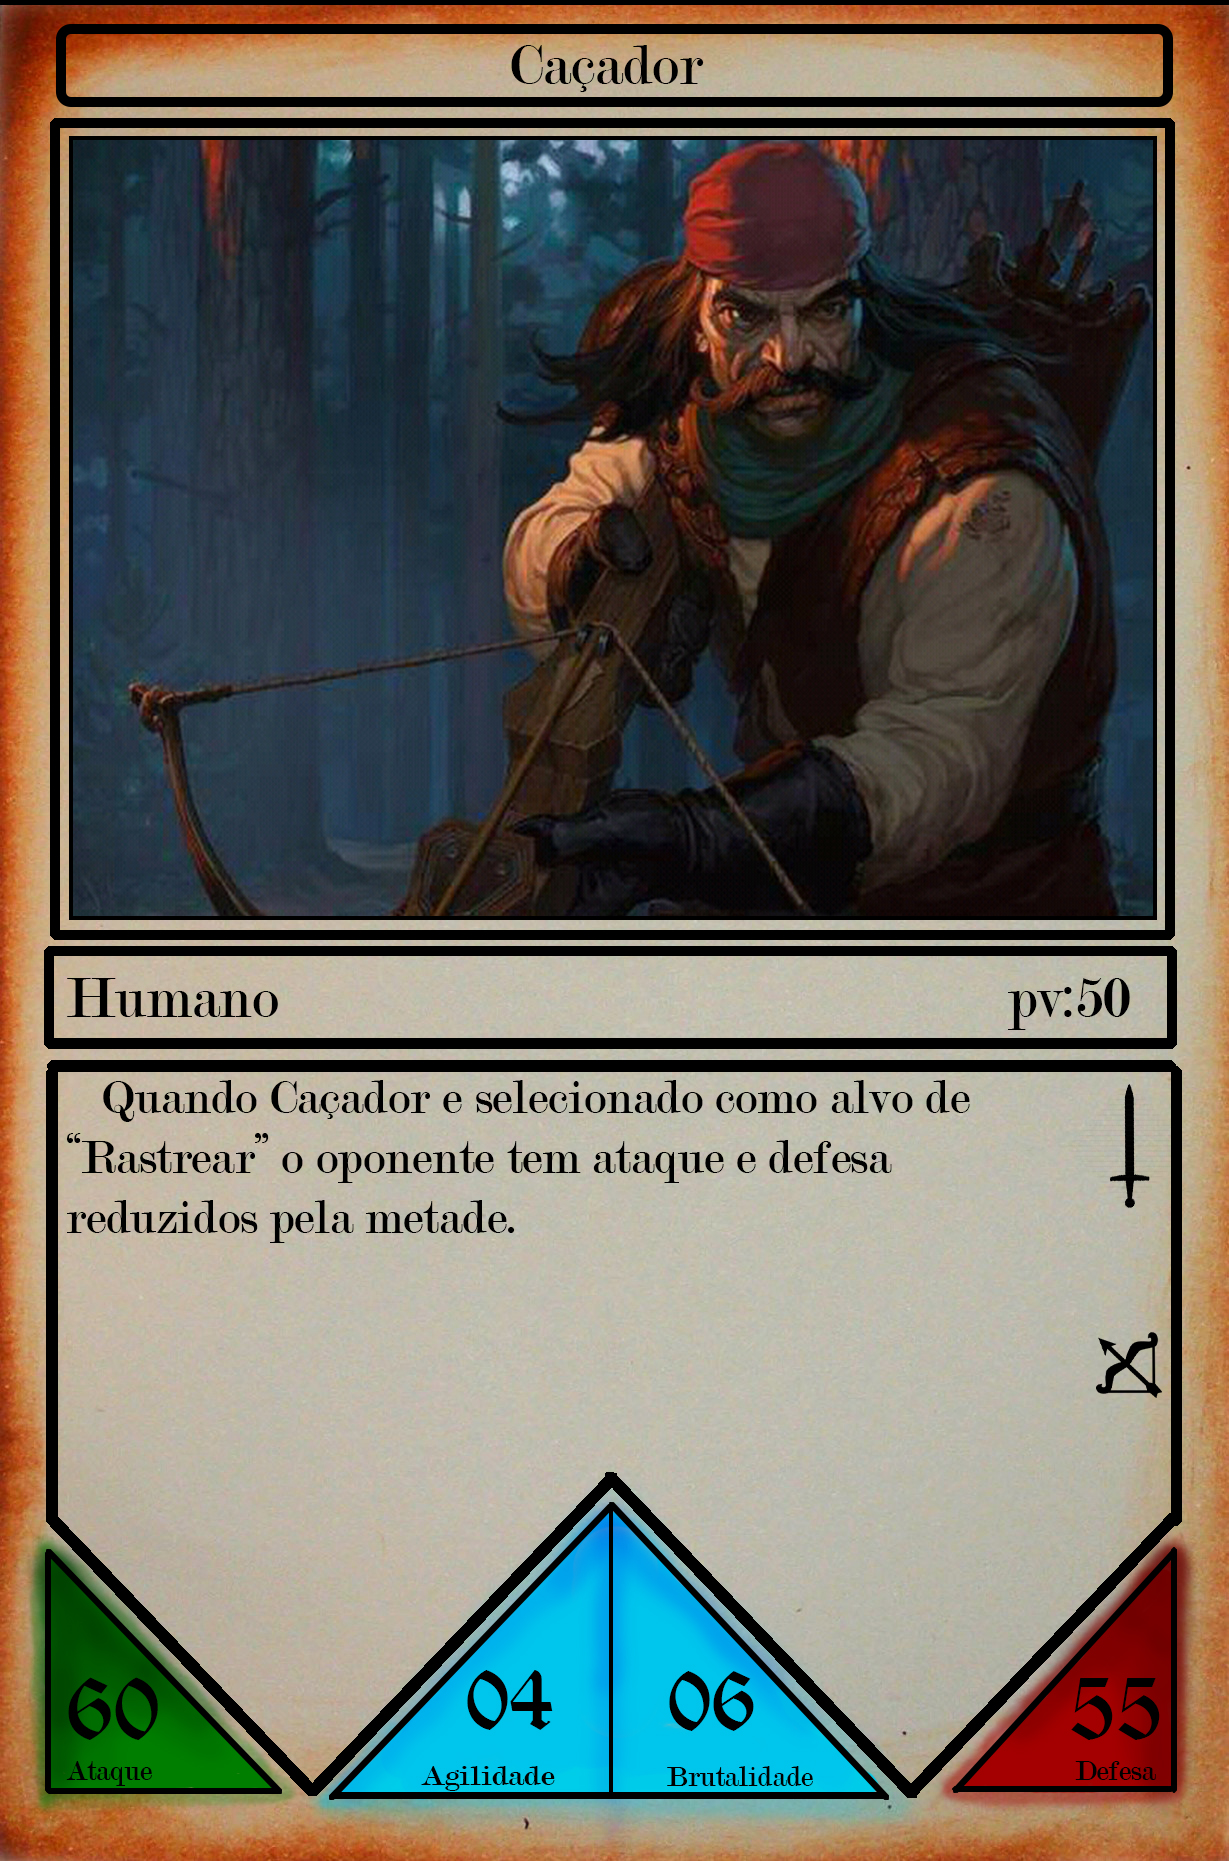 Caçador
Humano
pv:50
Quando Caçador e selecionado como alvo de
“Rastrear” o oponente tem ataque e defesa
reduzidos pela metade.
60
Ataque
04
Agilidade
06
Brutalidade
55
Defesa